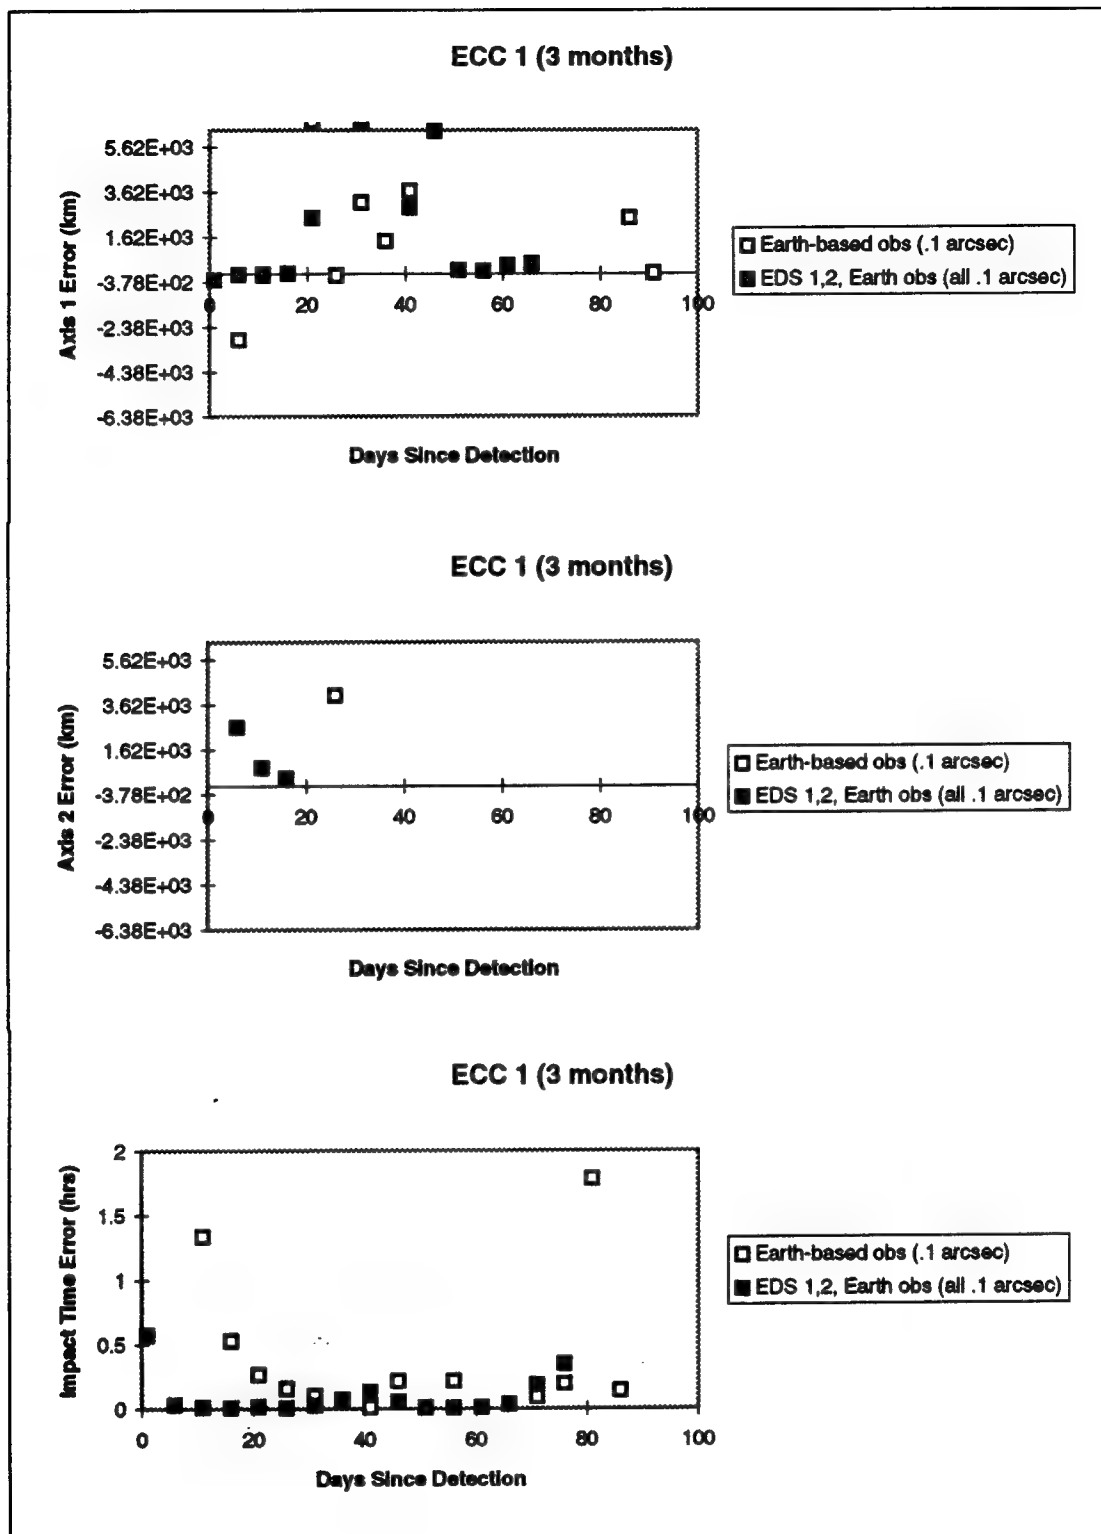 ECC 1 (3 months)
5.62E+03
3.62E+03
1.62E+03
-3.78E+02
-2.38E+03
-4.38E+03
-6.38E+03
Axis 1 Error (km)
0 20 40 60 80 100
Days Since Detection
Earth-based obs (.1 arcsec)
EDS 1,2, Earth obs (all .1 arcsec)
ECC 1 (3 months)
5.62E+03
3.62E+03
1.62E+03
-3.78E+02
-2.38E+03
-4.38E+03
-6.38E+03
Axis 2 Error (km)
0 20 40 60 80 100
Days Since Detection
Earth-based obs (.1 arcsec)
EDS 1,2, Earth obs (all .1 arcsec)
ECC 1 (3 months)
2
1.5
1
0.5
0
Impact Time Error (hrs)
0 20 40 60 80 100
Days Since Detection
Earth-based obs (.1 arcsec)
EDS 1,2, Earth obs (all .1 arcsec)